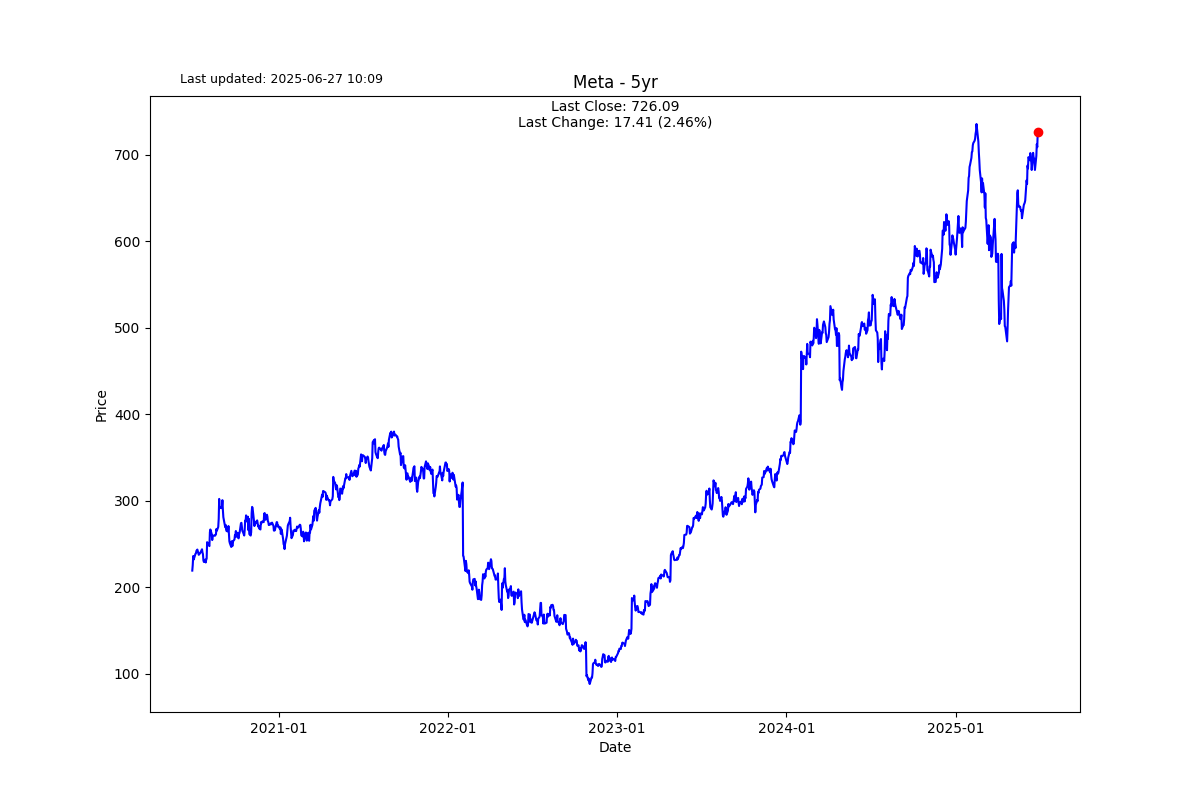 Last updated: 2025-06-27 10:09
Meta - 5yr
Last Close: 726.09
Last Change: 17.41 (2.46%)
700
600
500
400
300
200
100
Price
2021-01
2022-01
2023-01
2024-01
2025-01
Date